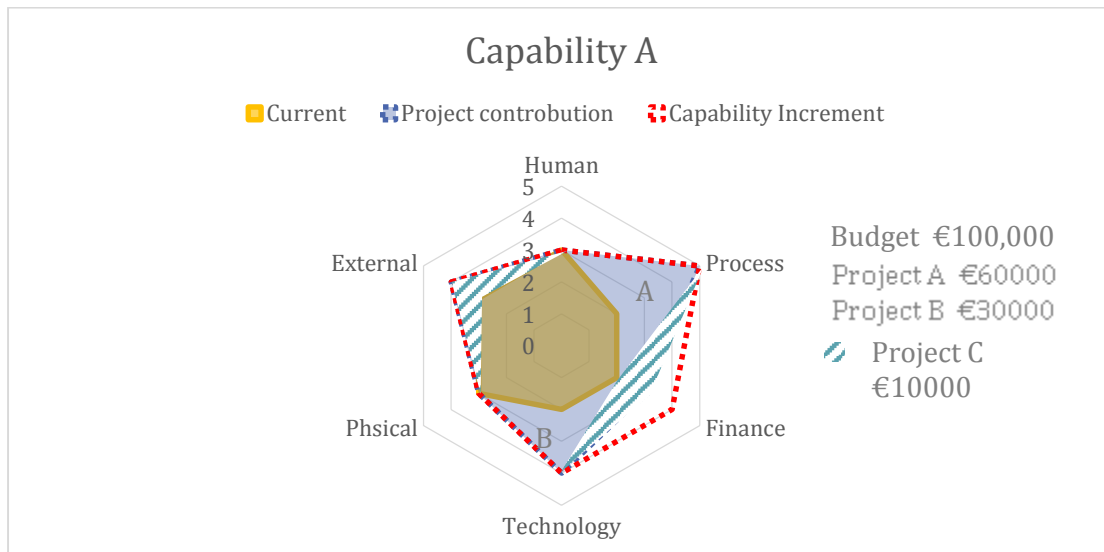 Capability A
Current Project controbution Capability Increment
Human
5
4
3
2
1
0
External
Process
A
Budget €100,000
Project A €60000
Project B €30000
Project C
€10000
Phsical
Finance
B
Technology